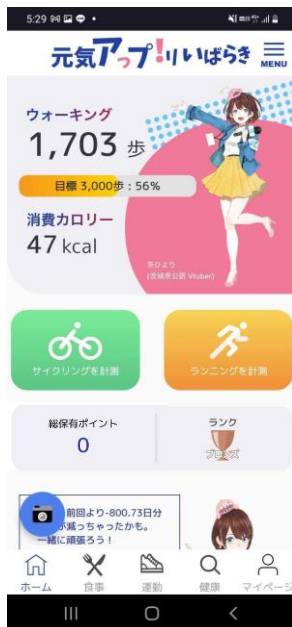 5:29
元気アップ!りいばらき
MENU
ウォーキング
1,703 歩
目標 3,000歩:56%
消費カロリー
47 kcal
茨ひより
(茨城県公認 Vtuber)
サイクリングを計測
ランニングを計測
総保有ポイント
0
ランク
ブロンズ
前回より-800.73日分
減っちゃったかも。
一緒に頑張ろう!
ホーム
食事
運動
健康
マイページ